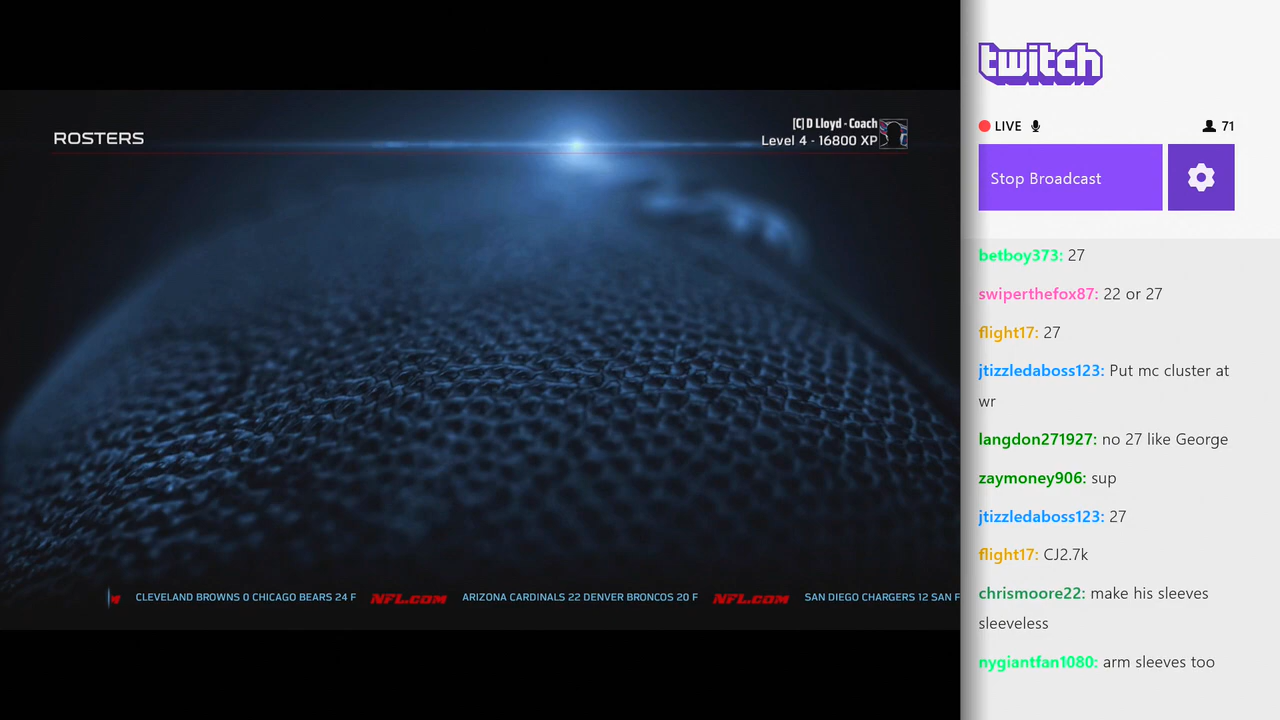 ROSTERS
[C] D Lloyd - Coach
Level 4 - 16800 XP
CLEVELAND BROWNS 0 CHICAGO BEARS 24 F NFL.COM ARIZONA CARDINALS 22 DENVER BRONCOS 20 F NFL.COM SAN DIEGO CHARGERS 12 SAN F
twitch
LIVE 71
Stop Broadcast
betboy373: 27
swiperthefox87: 22 or 27
flight17: 27
jtizzledaboss123: Put mc cluster at
wr
langdon271927: no 27 like George
zaymoney906: sup
jtizzledaboss123: 27
flight17: CJ2.7k
chrismoore22: make his sleeves
sleeveless
nygiantfan1080: arm sleeves too